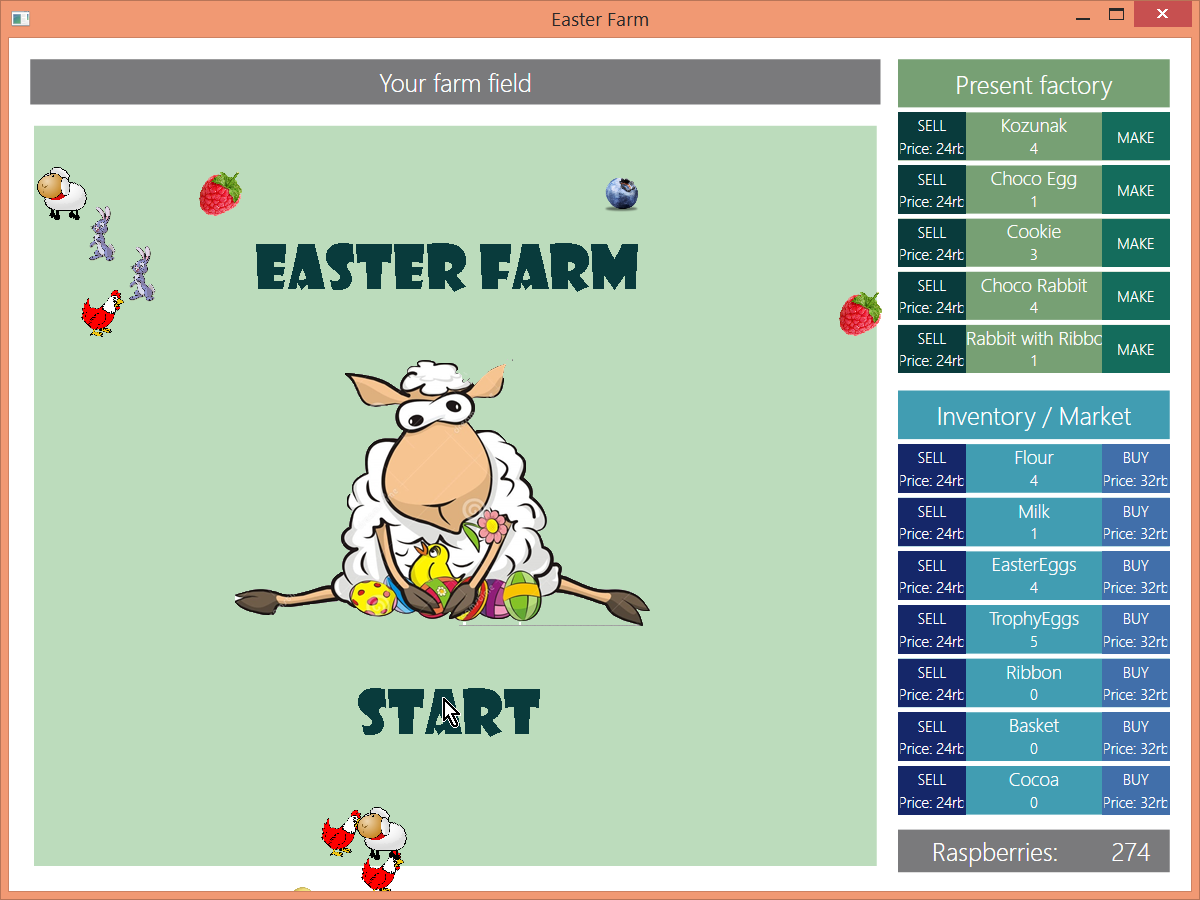 Easter Farm
Your farm field
EASTER FARM
START
Present factory
SELL Kozunak MAKE
Price: 24rb 4
SELL Choco Egg MAKE
Price: 24rb 1
SELL Cookie MAKE
Price: 24rb 3
SELL Choco Rabbit MAKE
Price: 24rb 4
SELL Rabbit with Ribbo MAKE
Price: 24rb 1
Inventory / Market
SELL Flour BUY
Price: 24rb 4 Price: 32rb
SELL Milk BUY
Price: 24rb 1 Price: 32rb
SELL EasterEggs BUY
Price: 24rb 4 Price: 32rb
SELL TrophyEggs BUY
Price: 24rb 5 Price: 32rb
SELL Ribbon BUY
Price: 24rb 0 Price: 32rb
SELL Basket BUY
Price: 24rb 0 Price: 32rb
SELL Cocoa BUY
Price: 24rb 0 Price: 32rb
Raspberries: 274